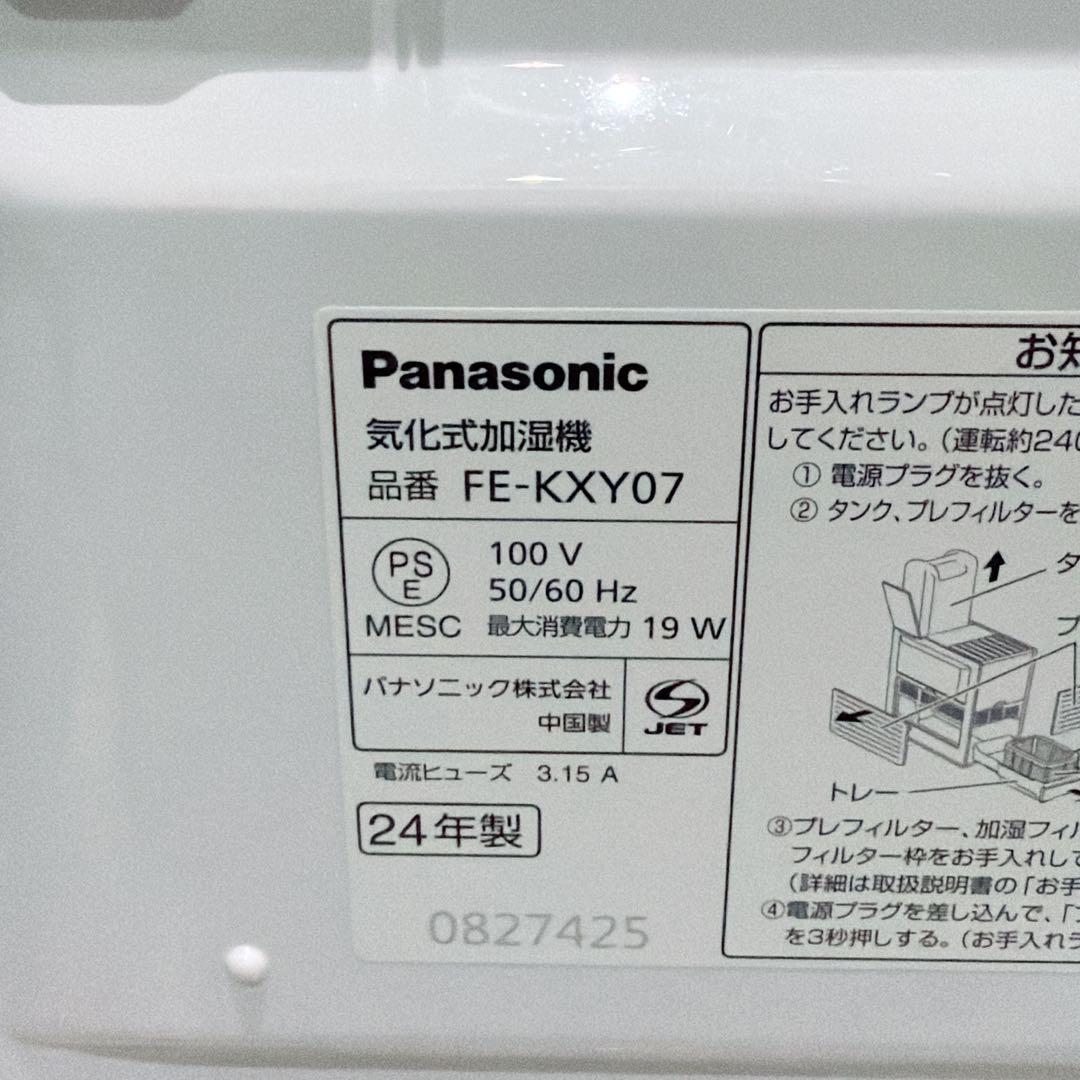 Panasonic
気化式加湿機
品番 FE-KXY07
PS
E
100 V
50/60 Hz
MESC 最大消費電力 19 W
パナソニック株式会社
中国製
S
JET
電流ヒューズ 3.15 A
24年製
0827425
お知
お手入れランプが点灯した
してください。(運転約240
① 電源プラグを抜く。
② タンク、プレフィルターを
タ
プ
トレー
③プレフィルター、加湿フィル
フィルター枠をお手入れして
(詳細は取扱説明書の「お手
④電源プラグを差し込んで、「
を3秒押しする。(お手入れラ